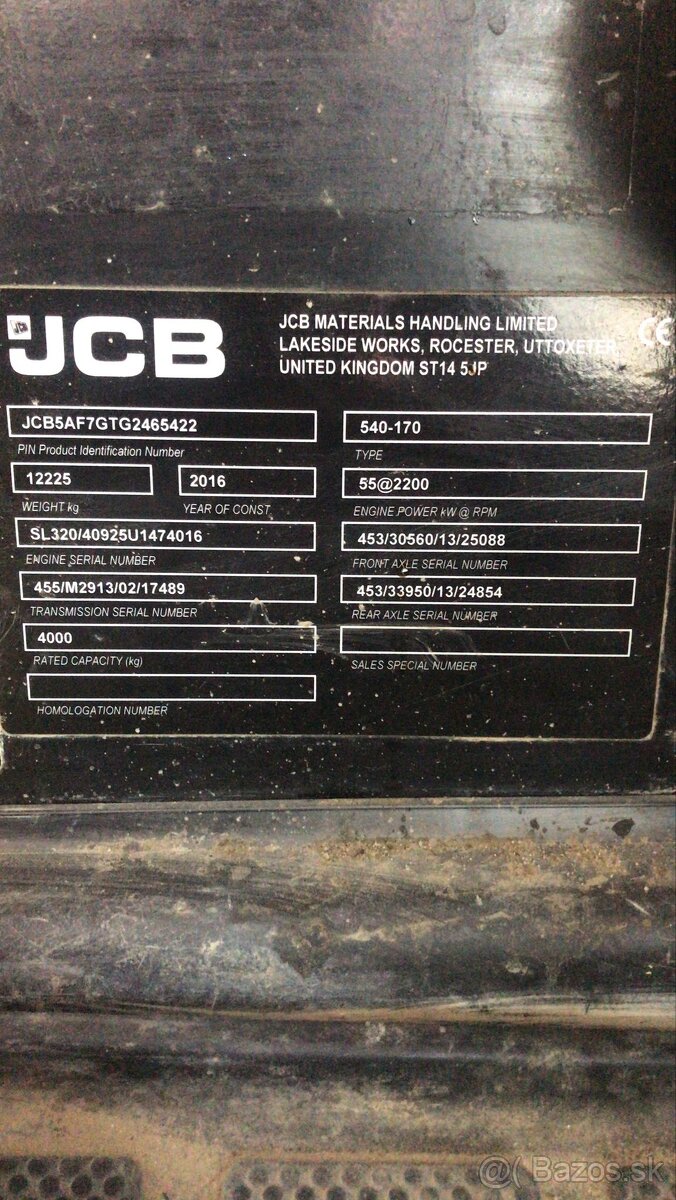 JCB
JCB MATERIALS HANDLING LIMITED
LAKESIDE WORKS, ROCESTER, UTTOXETER
UNITED KINGDOM ST14 5JP
CE
JCB5AF7GTG2465422
PIN Product Identification Number
540-170
TYPE
12225
WEIGHT kg
2016
YEAR OF CONST.
55@2200
ENGINE POWER kW @ RPM
SL320/40925U1474016
ENGINE SERIAL NUMBER
453/30560/13/25088
FRONT AXLE SERIAL NUMBER
455/M2913/02/17489
TRANSMISSION SERIAL NUMBER
453/33950/13/24854
REAR AXLE SERIAL NUMBER
4000
RATED CAPACITY (kg)
SALES SPECIAL NUMBER
HOMOLOGATION NUMBER
@( Bazos.sk